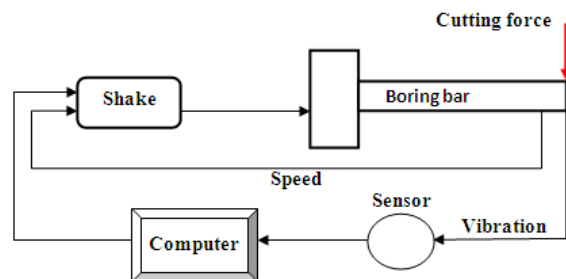 Cutting force
Shake
Boring bar
Speed
Sensor
Vibration
Computer